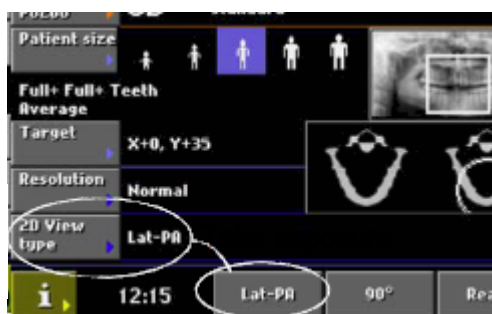 Patient size
Full+ Full+ Teeth
Average
Target
X+0, Y+35
Resolution
Normal
2D View
type
Lat-PA
i
12:15
Lat-PA
90°